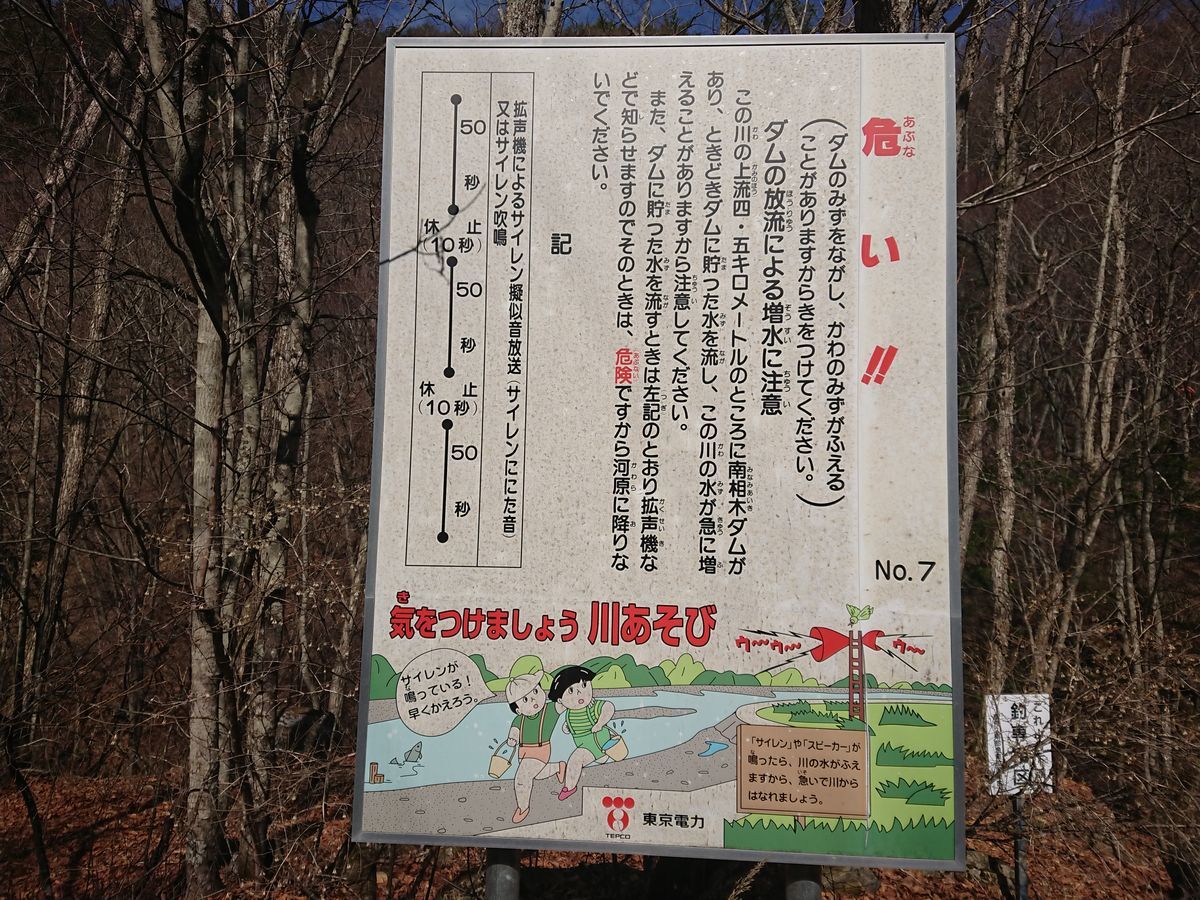 危い!!
(ダムのみずをながし、かわのみずがふえる
ことがありますからきをつけてください。)
ダムの放流による増水に注意
この川の上流四・五キロメートルのところに南相木ダムが
あり、ときどきダムに貯った水を流し、この川の水が急に増
えることがありますから注意してください。
また、ダムに貯った水を流すときは左記のとおり拡声機な
どで知らせますのでそのときは、危険ですから河原に降りな
いでください。
記
拡声機によるサイレン擬似音放送(サイレンににた音)
又はサイレン吹鳴
50秒
休止
(10秒)
50秒
休止
(10秒)
50秒
No.7
気をつけましょう 川あそび
ウ〜ウ〜
ウ〜
サイレンが
鳴っている!
早くかえろう。
「サイレン」や「スピーカー」が
鳴ったら、川の水がふえ
ますから、急いで川から
はなれましょう。
TEPCO
東京電力
これ
釣専
区